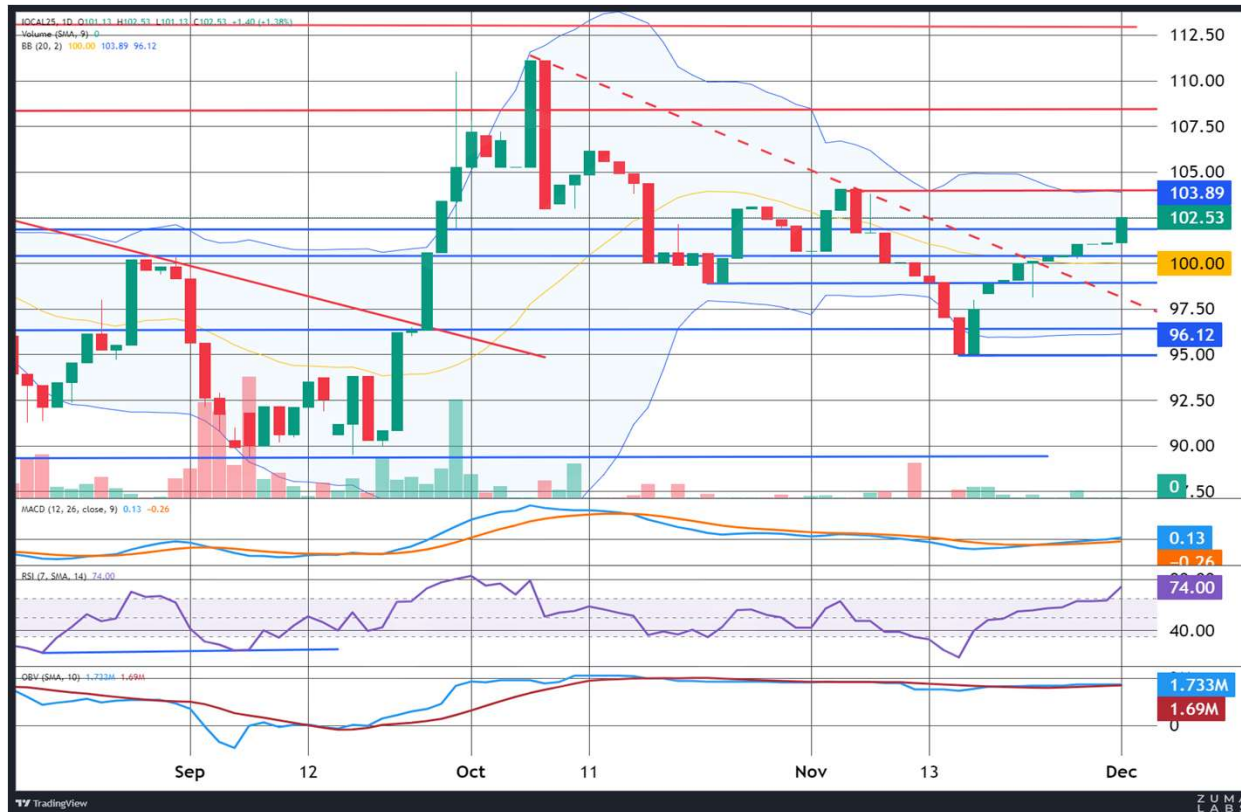 JOCAL25, 1D O101.13 H102.53 L101.13 C102.53 +1.40 (+1.38%)
Volume (SMA, 9) 0
BB (20, 2) 100.00 103.89 96.12
112.50
110.00
107.50
105.00
103.89
102.53
100.00
97.50
96.12
95.00
92.50
90.00
0 .50
MACD (12, 26, close, 9) 0.13 -0.26
0.13
-0.26
RSI (7, SMA, 14) 74.00
74.00
40.00
OBV (SMA, 10) 1.733M 1.69M
1.733M
1.69M
0
Sep 12 Oct 11 Nov 13 Dec
TradingView
ZUMA
LABS